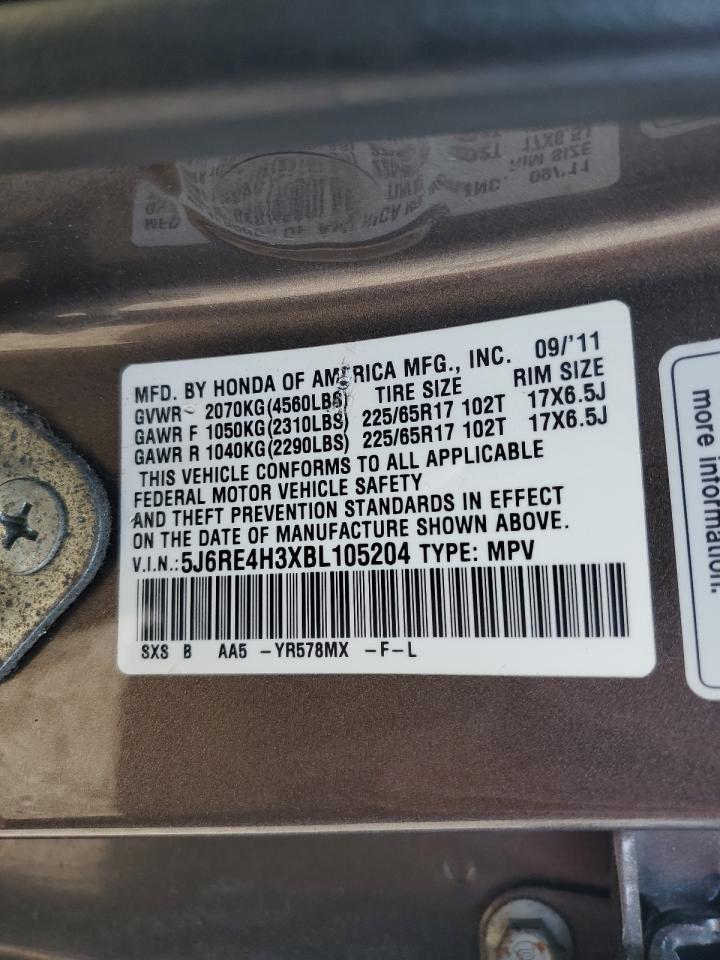 MFD. BY HONDA OF AMERICA MFG., INC. 09/'11
GVWR 2070KG(4560LBS) TIRE SIZE RIM SIZE
GAWR F 1050KG(2310LBS) 225/65R17 102T 17X6.5J
GAWR R 1040KG(2290LBS) 225/65R17 102T 17X6.5J
THIS VEHICLE CONFORMS TO ALL APPLICABLE
FEDERAL MOTOR VEHICLE SAFETY
AND THEFT PREVENTION STANDARDS IN EFFECT
ON THE DATE OF MANUFACTURE SHOWN ABOVE.
V.I.N.:5J6RE4H3XBL105204 TYPE: MPV
SXS B AA5 -YR578MX -F-L
more information.